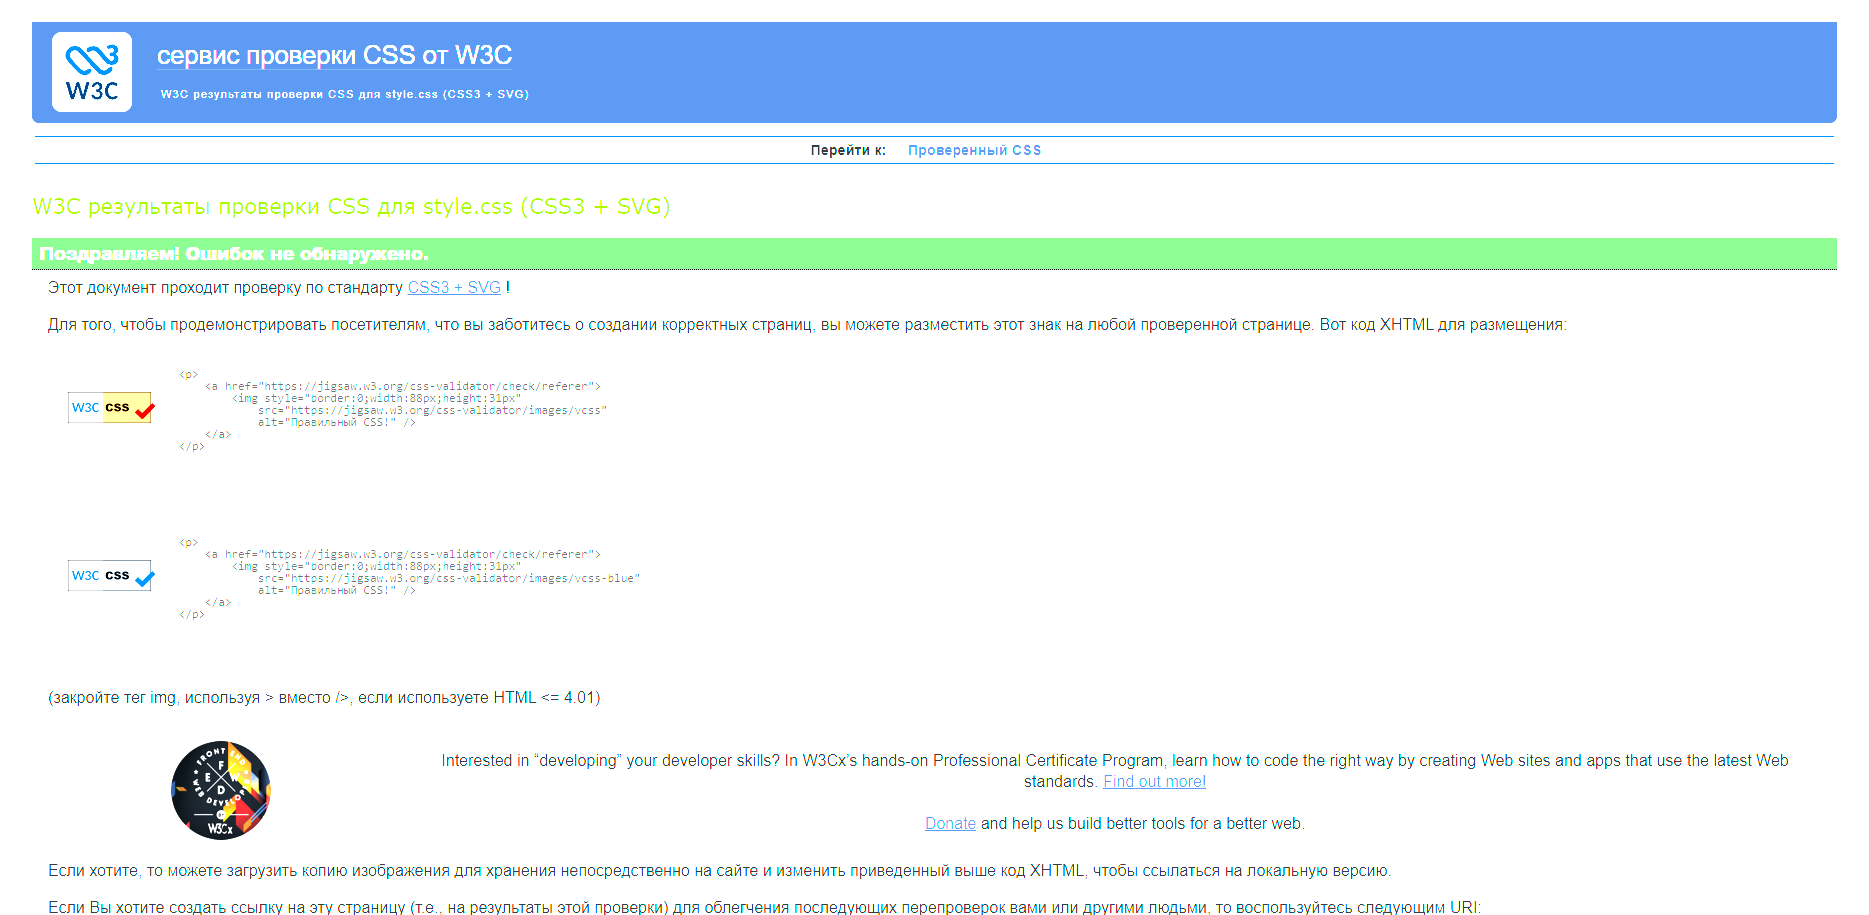 W3C
сервис проверки CSS от W3C
W3C результаты проверки CSS для style.css (CSS3 + SVG)
Перейти к: Проверенный CSS
W3C результаты проверки CSS для style.css (CSS3 + SVG)
Поздравляем! Ошибок не обнаружено.
Этот документ проходит проверку по стандарту CSS3 + SVG !
Для того, чтобы продемонстрировать посетителям, что вы заботитесь о создании корректных страниц, вы можете разместить этот знак на любой проверенной странице. Вот код XHTML для размещения:
<p>
<a href="https://jigsaw.w3.org/css-validator/check/referer">
<img style="border:0;width:88px;height:31px"
W3C css
src="https://jigsaw.w3.org/css-validator/images/vcss"
alt="Правильный CSS!" />
</a>
</p>
<p>
<a href="https://jigsaw.w3.org/css-validator/check/referer">
<img style="border:0;width:88px;height:31px"
W3C css
src="https://jigsaw.w3.org/css-validator/images/vcss-blue"
alt="Правильный CSS!" />
</a>
</p>
(закройте тег img, используя > вместо />, если используете HTML <= 4.01)
FRONT END
F
E W
D
WEB DEVELOP
W3Cx
Interested in “developing” your developer skills? In W3Cx’s hands-on Professional Certificate Program, learn how to code the right way by creating Web sites and apps that use the latest Web
standards. Find out more!
Donate and help us build better tools for a better web.
Если хотите, то можете загрузить копию изображения для хранения непосредственно на сайте и изменить приведенный выше код XHTML, чтобы ссылаться на локальную версию.
Если Вы хотите создать ссылку на эту страницу (т.е., на результаты этой проверки) для облегчения последующих перепроверок вами или другими людьми, то воспользуйтесь следующим URI: